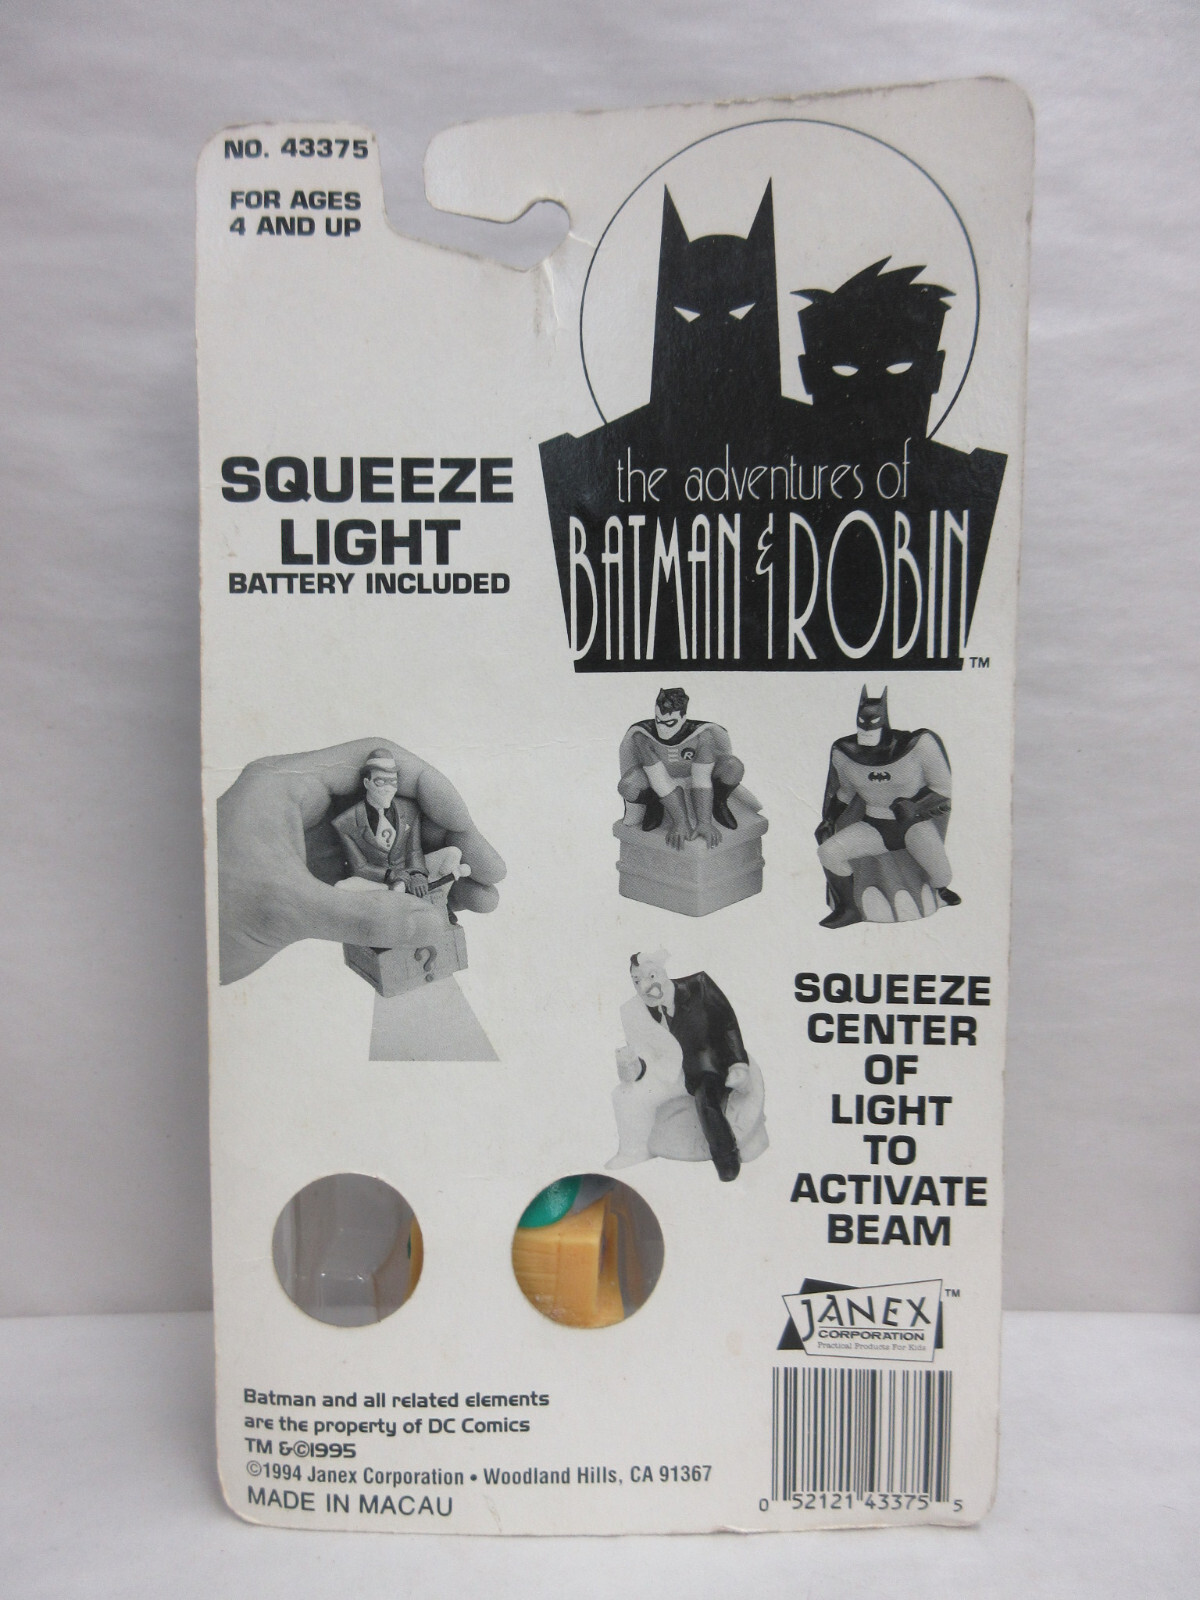 NO. 43375
FOR AGES
4 AND UP
SQUEEZE
LIGHT
BATTERY INCLUDED
the adventures of
BATMAN & ROBIN
TM
R
?
?
SQUEEZE
CENTER
OF
LIGHT
TO
ACTIVATE
BEAM
JANEX TM
CORPORATION
Practical Products For Kids
Batman and all related elements
are the property of DC Comics
TM &©1995
©1994 Janex Corporation • Woodland Hills, CA 91367
MADE IN MACAU
0 52121 43375 5